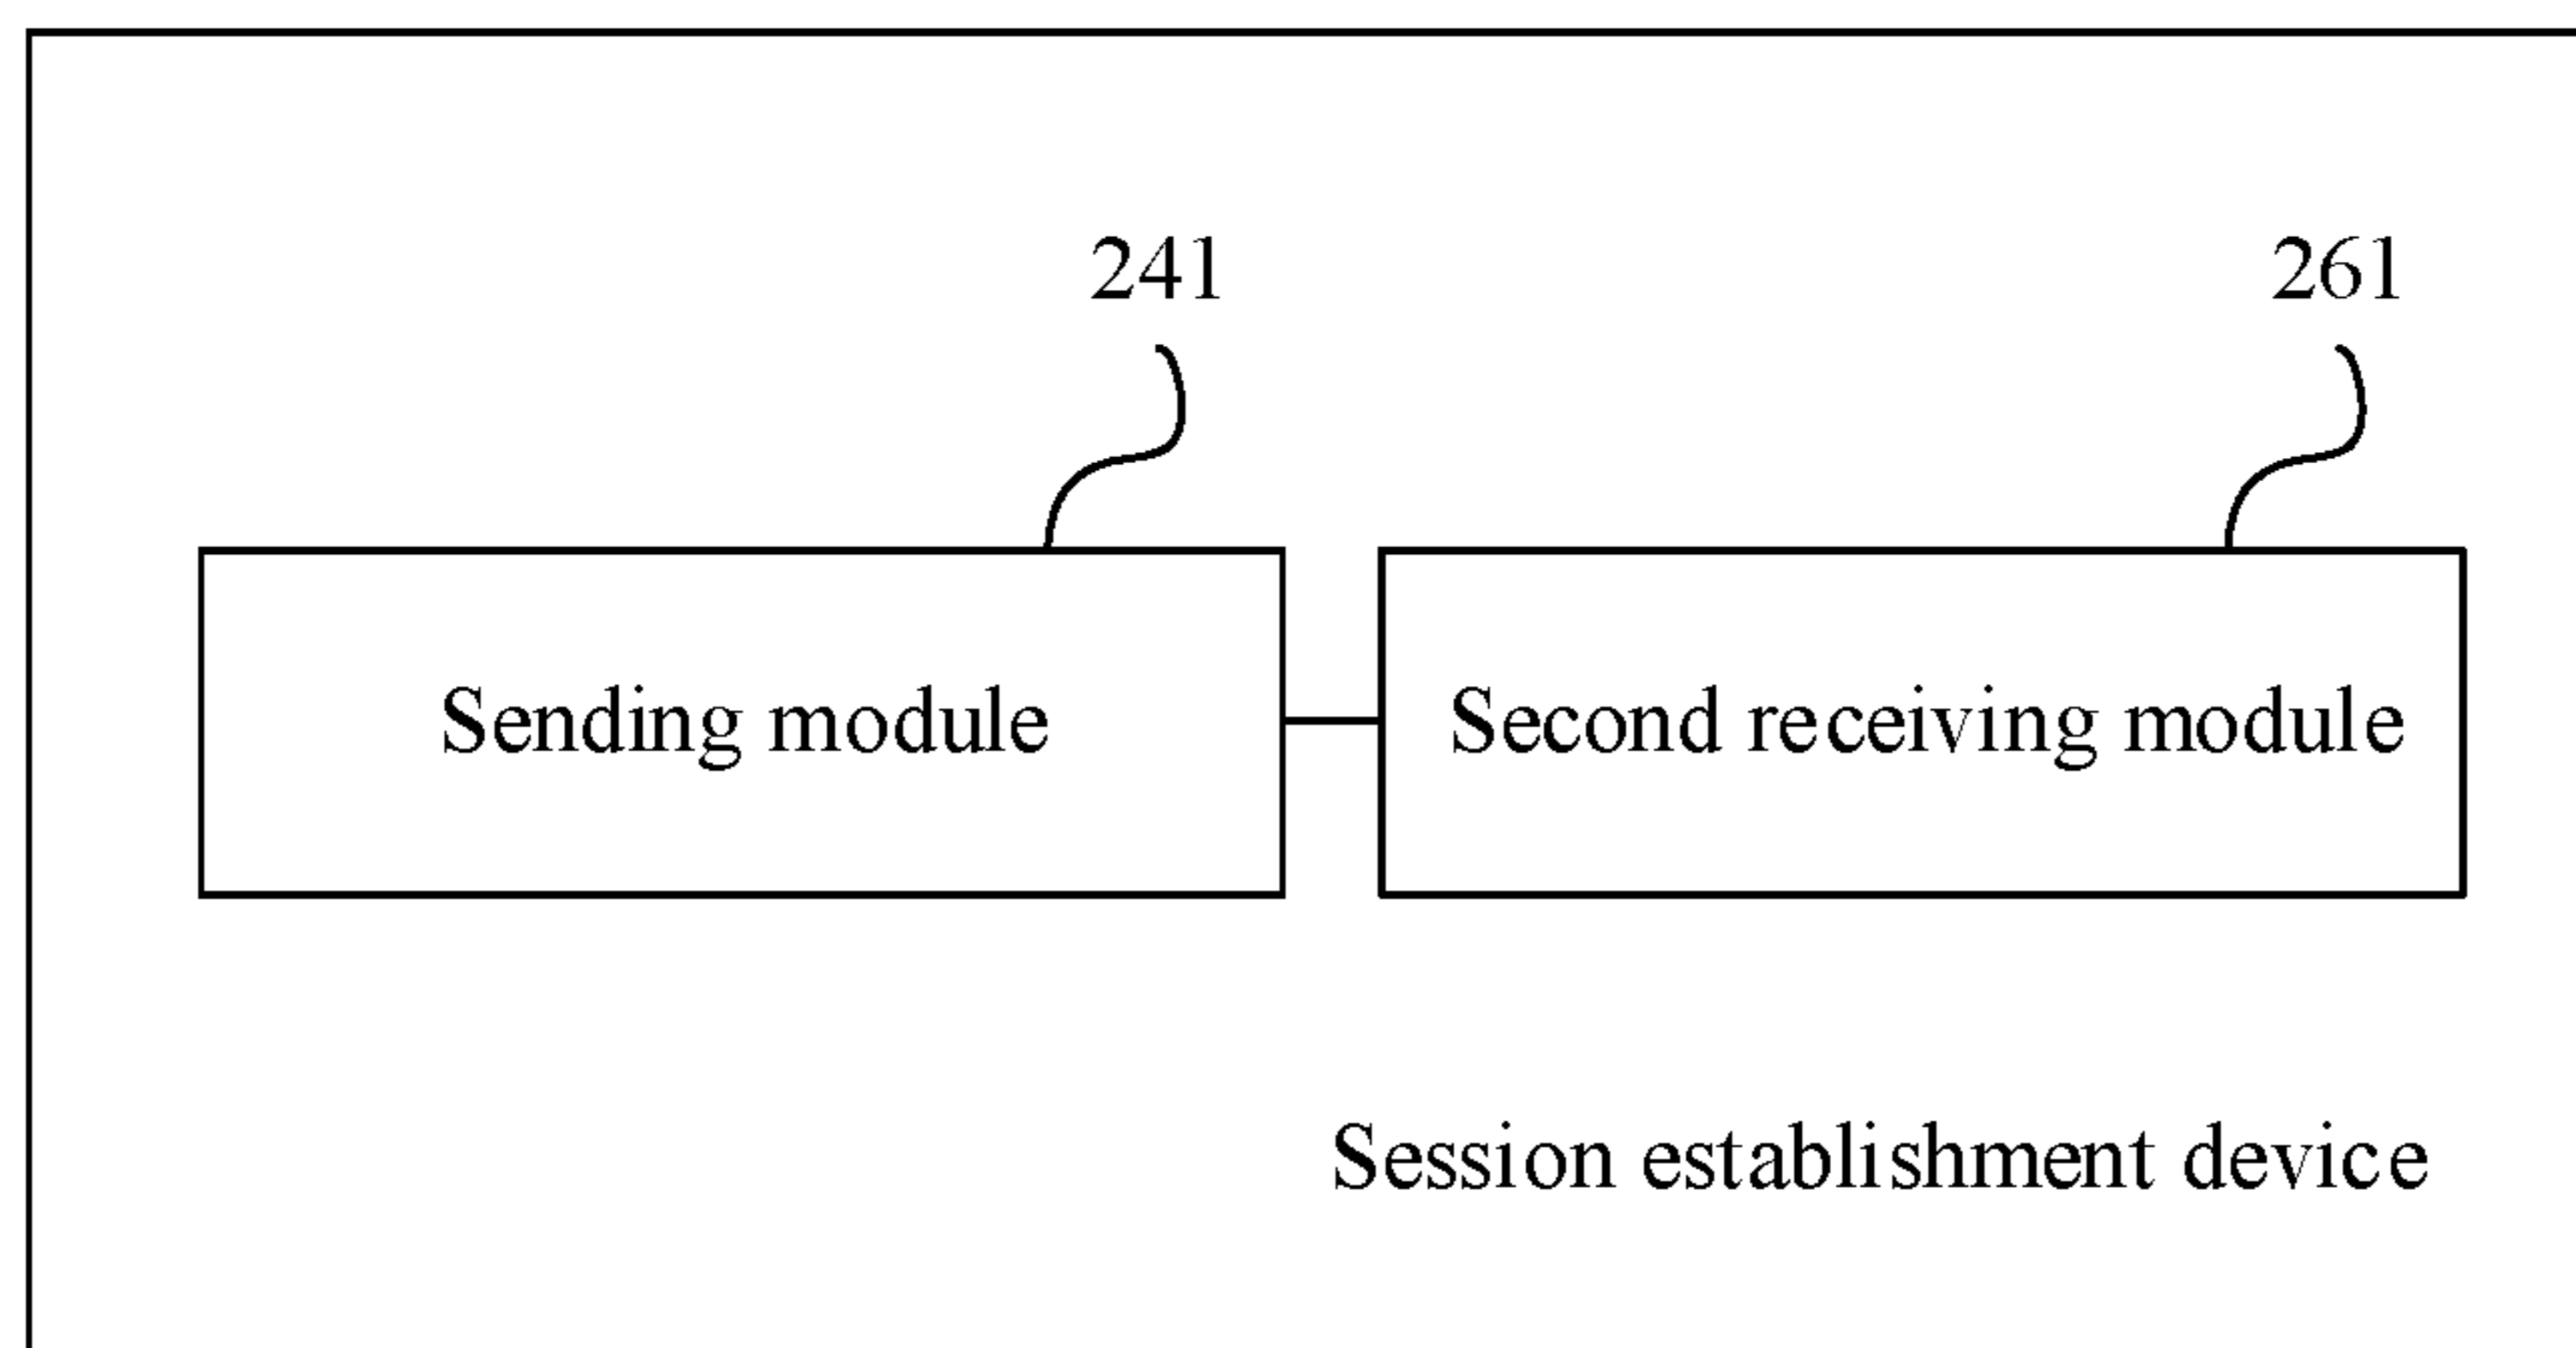 241
261
Sending module
Second receiving module
Session establishment device